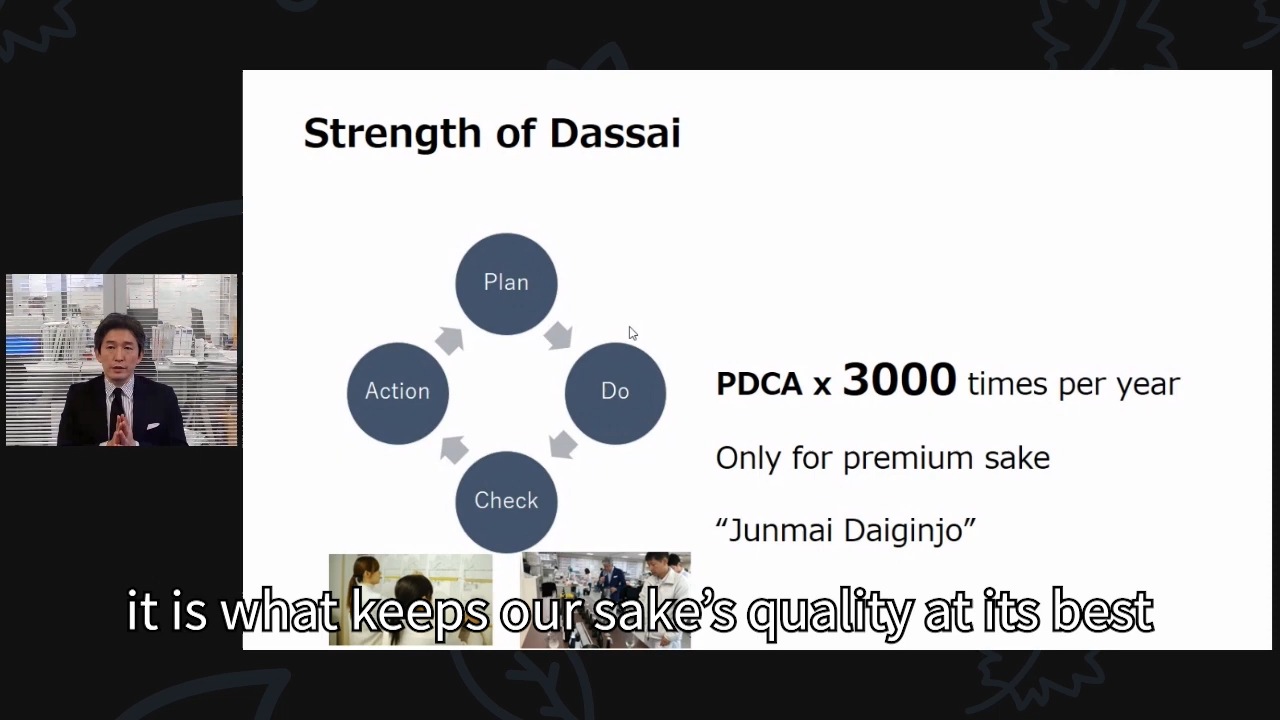 Strength of Dassai
Plan
Action
Do
Check
PDCA x 3000 times per year
Only for premium sake
“Junmai Daiginjo”
it is what keeps our sake’s quality at its best